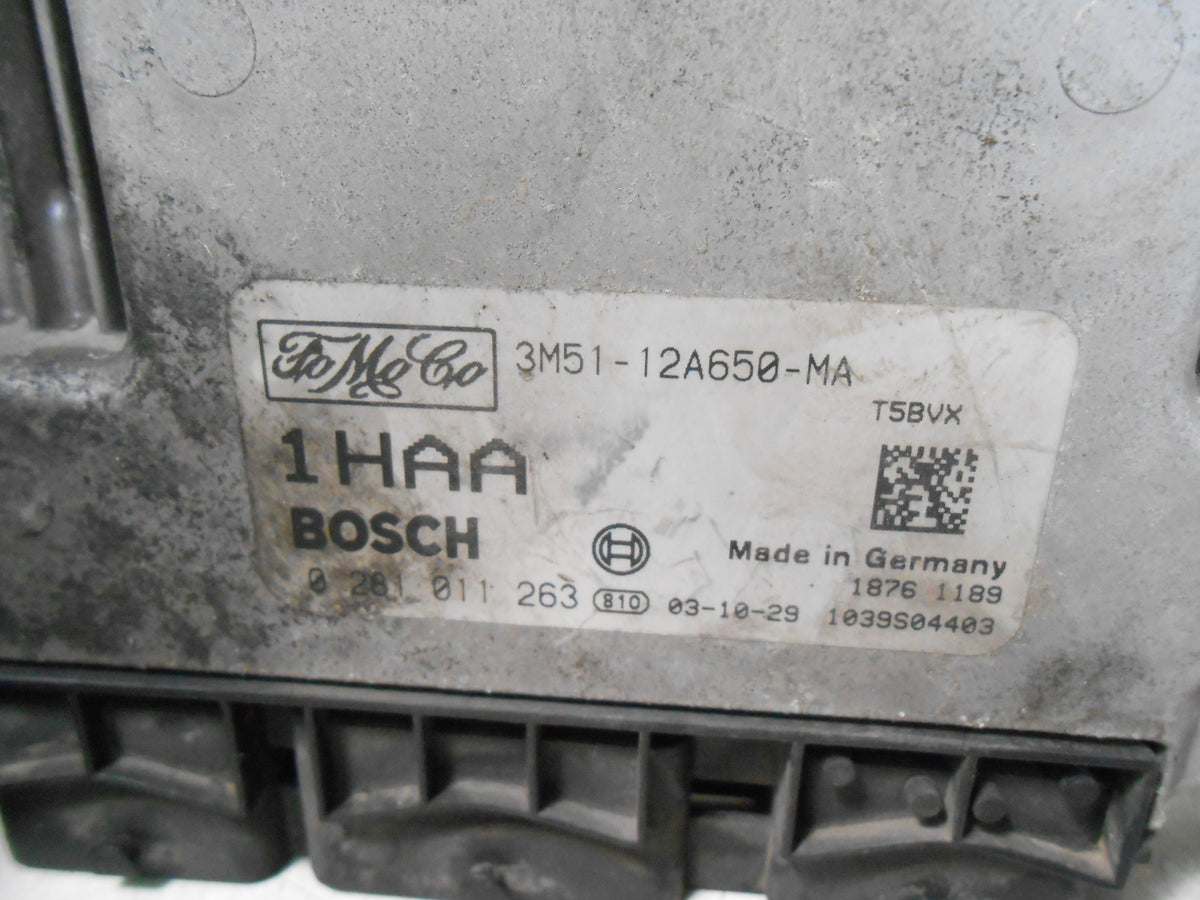 FoMoCo 3M51-12A650-MA
T5BVX
1HAA
BOSCH
Made in Germany
1876 1189
0 281 011 263 810 03-10-29 1039S04403